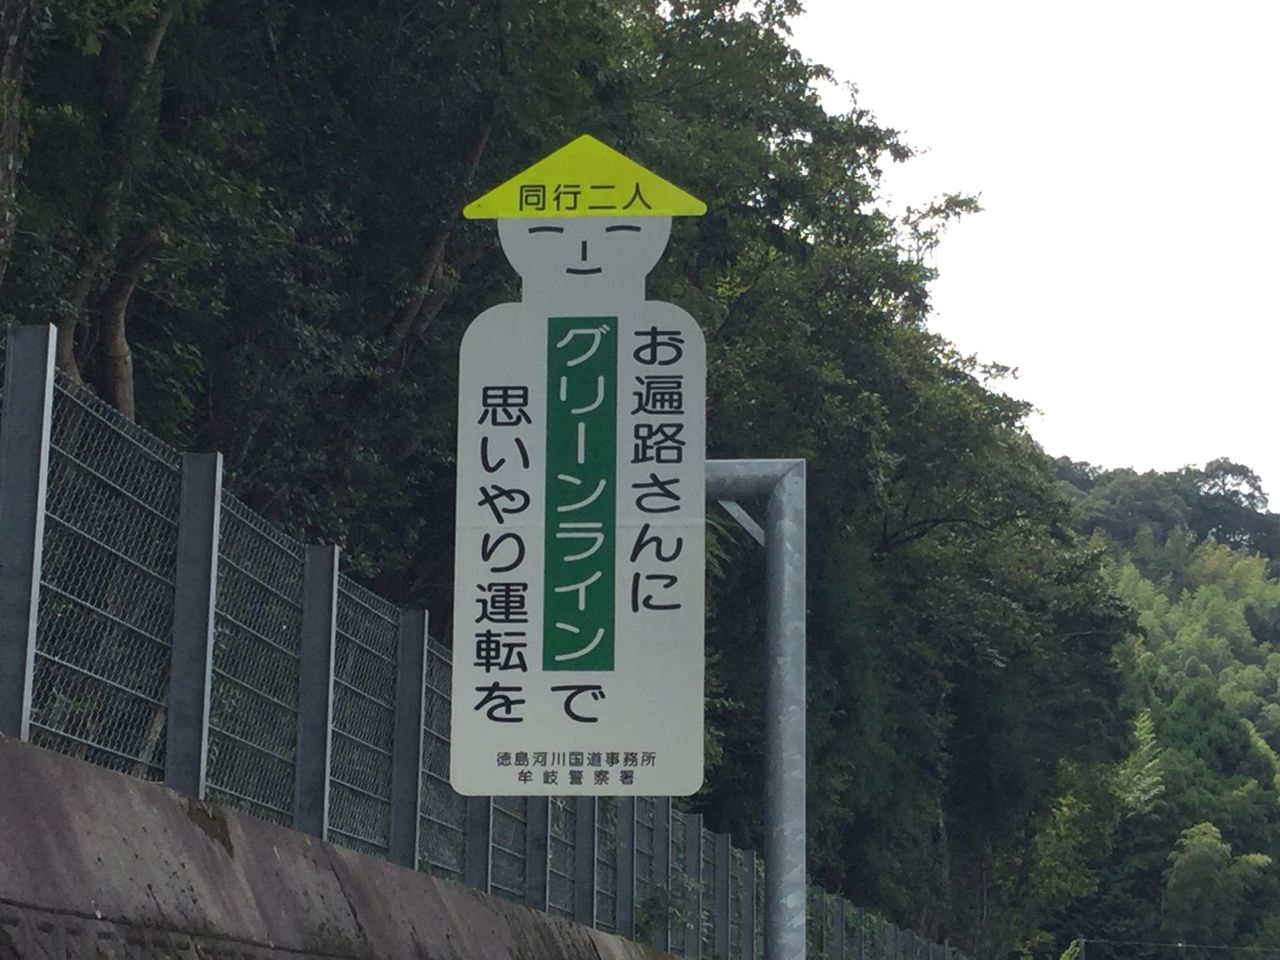 同行二人
お遍路さんに
グリーンラインで
思いやり運転を
徳島河川国道事務所
牟岐警察署